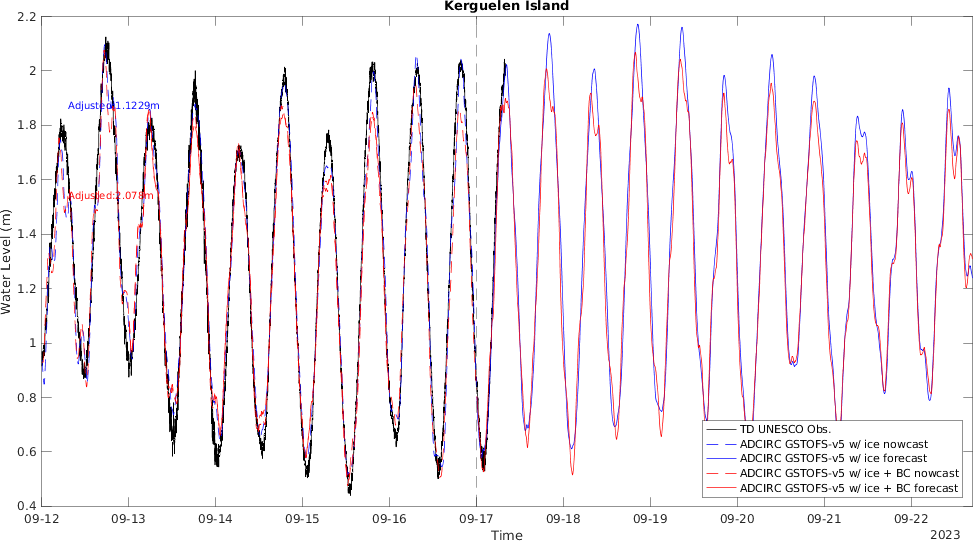 Kerguelen Island
2.2
2
1.8
1.6
1.4
1.2
1
0.8
0.6
0.4
Water Level (m)
Adjusted:1.1229m
Adjusted:2.078m
TD UNESCO Obs.
ADCIRC GSTOFS-v5 w/ ice nowcast
ADCIRC GSTOFS-v5 w/ ice forecast
ADCIRC GSTOFS-v5 w/ ice + BC nowcast
ADCIRC GSTOFS-v5 w/ ice + BC forecast
09-12 09-13 09-14 09-15 09-16 09-17 09-18 09-19 09-20 09-21 09-22
Time
2023